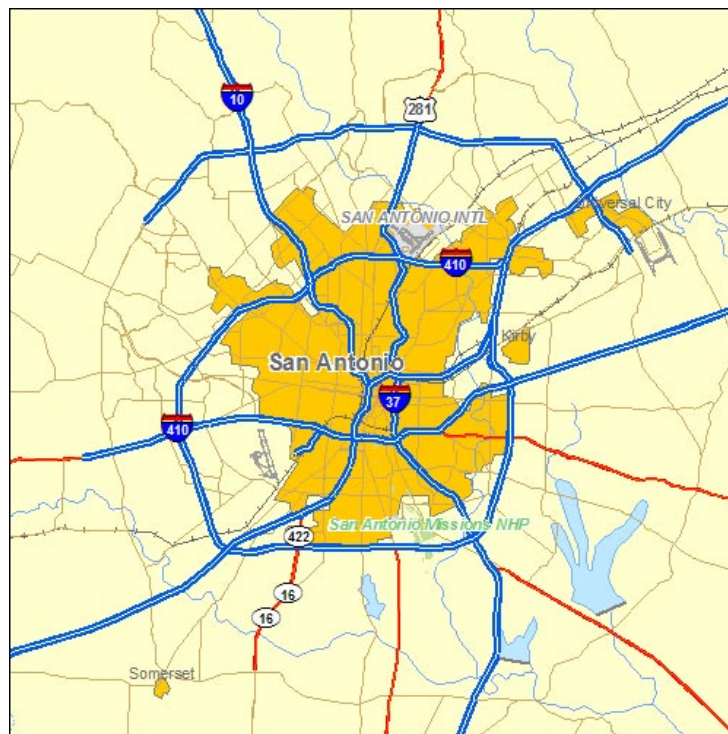 10
281
Universal City
SAN ANTONIO INTL
410
Kirby
San Antonio
37
410
San Antonio Missions NHP
422
16
16
Somerset